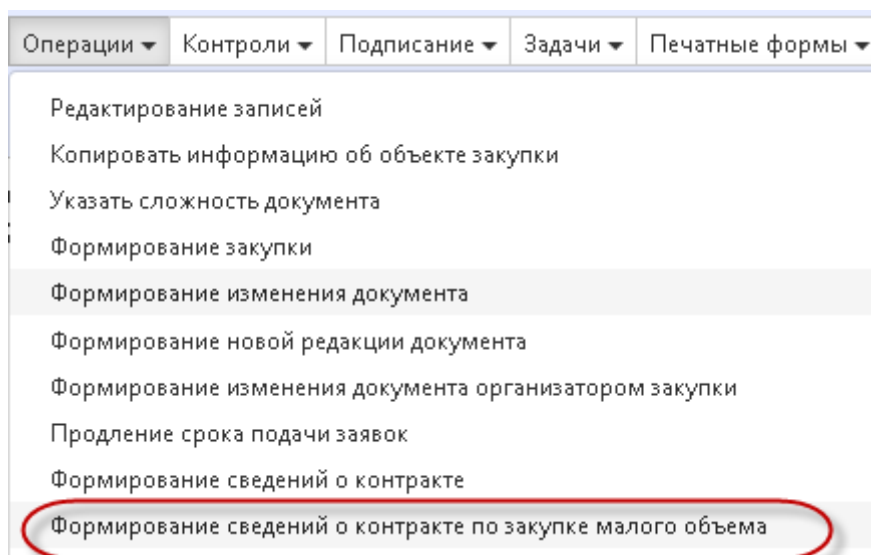 Операции Контроли Подписание Задачи Печатные формы
Редактирование записей
Копировать информацию об объекте закупки
Указать сложность документа
Формирование закупки
Формирование изменения документа
Формирование новой редакции документа
Формирование изменения документа организатором закупки
Продление срока подачи заявок
Формирование сведений о контракте
Формирование сведений о контракте по закупке малого объема